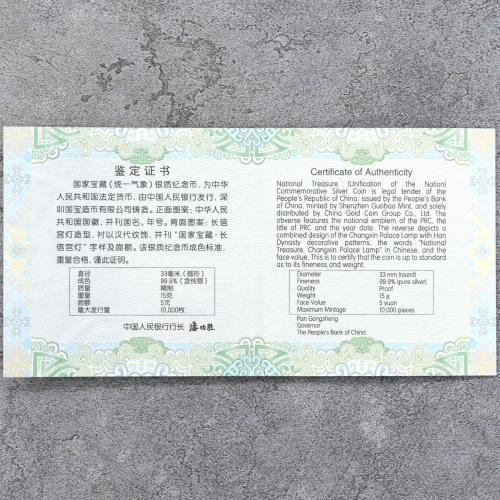 鉴定证书
国家宝藏（统一气象）银质纪念币，为中华
人民共和国法定货币，由中国人民银行发行，深
圳国宝造币有限公司铸造。正面图案：中华人民
共和国国徽，并刊国名、年号。背面图案：长信
宫灯造型，衬以汉代纹饰，并刊“国家宝藏·长
信宫灯”字样及面额。该银质纪念币成色标准、
重量合格，谨此证明。
直径 33毫米（圆形）
成色 99.9%（含纯银）
质量 精制
重量 15克
面额 5元
最大发行量 10,000枚
中国人民银行行长 潘功胜
Certificate of Authenticity
National Treasure (Unification of the Nation)
Commemorative Silver Coin is legal tender of the
People's Republic of China, issued by the People's Bank
of China, minted by Shenzhen Guobao Mint, and solely
distributed by China Gold Coin Group Co., Ltd. The
obverse features the national emblem of the PRC, the
title of PRC and the year date. The reverse depicts a
combined design of the Changxin Palace Lamp with Han
Dynasty decorative patterns, the words "National
Treasure, Changxin Palace Lamp" in Chinese, and the
face value. This is to certify that the coin is up to standard
as to its fineness and weight.
Diameter 33 mm (round)
Fineness 99.9% (pure silver)
Quality Proof
Weight 15 g
Face Value 5 yuan
Maximum Mintage 10,000 pieces
Pan Gongsheng
Governor
The People's Bank of China